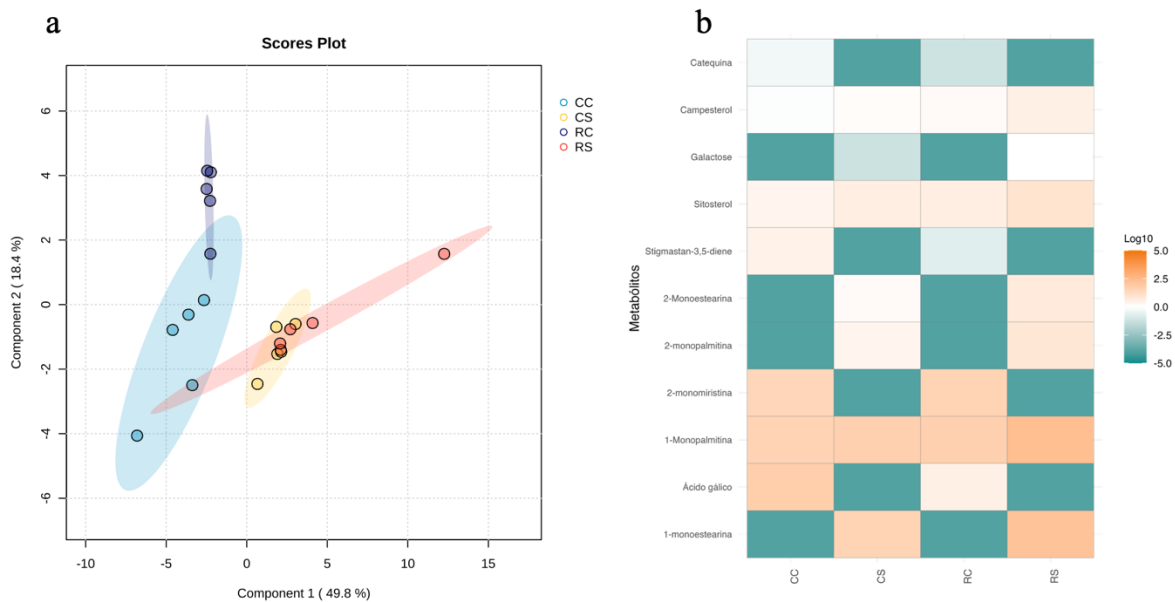 a
Scores Plot
Component 2 ( 18.4 %)
6
4
2
0
-2
-4
-6
-10
-5
0
5
10
15
Component 1 ( 49.8 %)
CC
CS
RC
RS
b
Metabólitos
Catequina
Campesterol
Galactose
Sitosterol
Stigmastan-3,5-diene
2-Monoestearina
2-monopalmitina
2-monomiristina
1-Monopalmitina
Ácido gálico
1-monoestearina
CC
CS
RC
RS
Log10
5.0
2.5
0.0
-2.5
-5.0